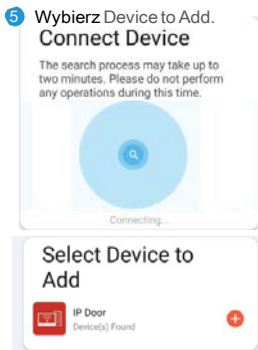 5 Wybierz Device to Add.
Connect Device
The search process may take up to
two minutes. Please do not perform
any operations during this time.
Connecting...
Select Device to
Add
IP Door
Device(s) Found